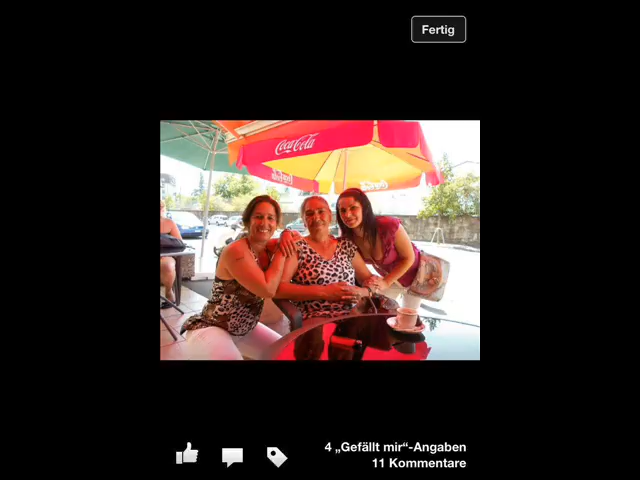 Fertig
Coca-Cola
4 „Gefällt mir“-Angaben
11 Kommentare